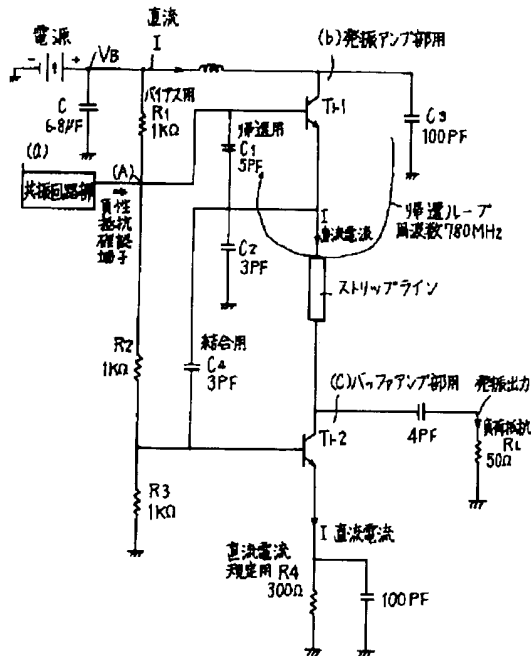 電源
直流
I
VB
C
6.8μF
バイアス用
R1
1KΩ
(b)発振アンプ部用
Tr1
C3
100PF
(a)
共振回路部
(A)
負性
抵抗
確認
端子
帰還用
C1
5PF
C2
3PF
I
直流電流
帰還ループ
周波数780MHz
ストリップライン
結合用
C4
3PF
R2
1KΩ
(C)バッファアンプ部用
発振出力
4PF
負荷抵抗
RL
50Ω
Tr2
R3
1KΩ
I 直流電流
直流電流
規定用 R4
300Ω
100PF